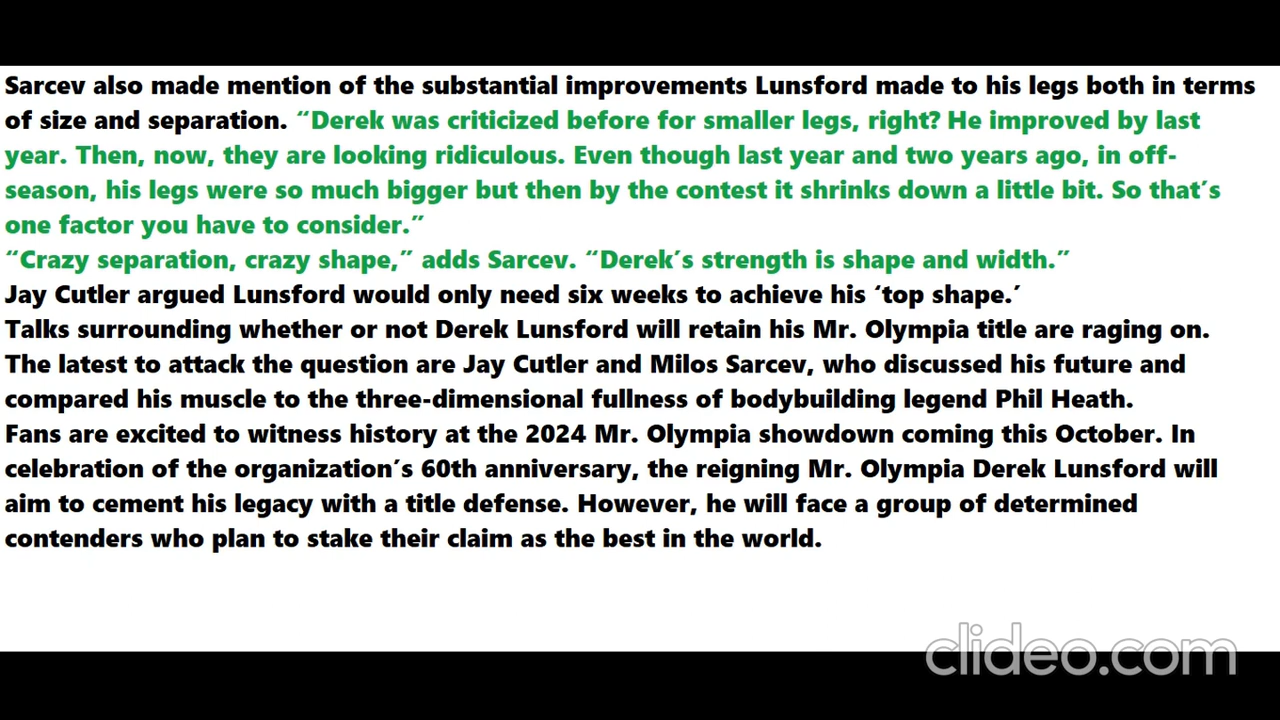 Sarcev also made mention of the substantial improvements Lunsford made to his legs both in terms
of size and separation. “Derek was criticized before for smaller legs, right? He improved by last
year. Then, now, they are looking ridiculous. Even though last year and two years ago, in off-
season, his legs were so much bigger but then by the contest it shrinks down a little bit. So that’s
one factor you have to consider.”
“Crazy separation, crazy shape,” adds Sarcev. “Derek’s strength is shape and width.”
Jay Cutler argued Lunsford would only need six weeks to achieve his ‘top shape.’
Talks surrounding whether or not Derek Lunsford will retain his Mr. Olympia title are raging on.
The latest to attack the question are Jay Cutler and Milos Sarcev, who discussed his future and
compared his muscle to the three-dimensional fullness of bodybuilding legend Phil Heath.
Fans are excited to witness history at the 2024 Mr. Olympia showdown coming this October. In
celebration of the organization’s 60th anniversary, the reigning Mr. Olympia Derek Lunsford will
aim to cement his legacy with a title defense. However, he will face a group of determined
contenders who plan to stake their claim as the best in the world.
clideo.com